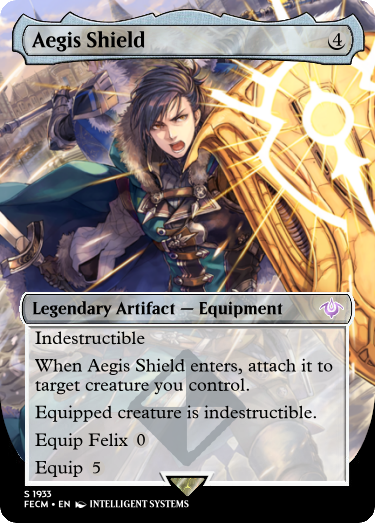 Aegis Shield 4
Legendary Artifact — Equipment
Indestructible
When Aegis Shield enters, attach it to
target creature you control.
Equipped creature is indestructible.
Equip Felix 0
Equip 5
S 1933
FECM • EN INTELLIGENT SYSTEMS